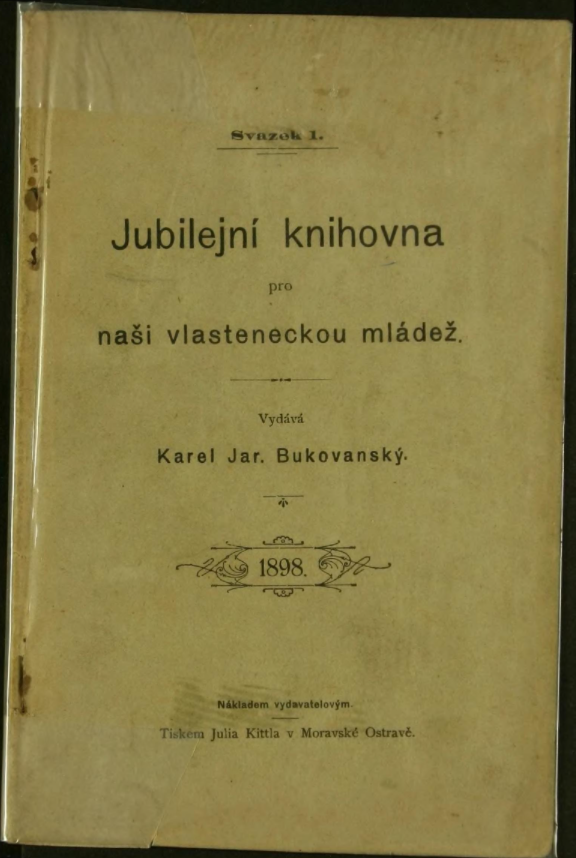 Svazek 1.
Jubilejní knihovna
pro
naši vlasteneckou mládež.
Vydává
Karel Jar. Bukovanský.
1898.
Nákladem vydavatelovým.
Tiskem Julia Kittla v Moravské Ostravě.